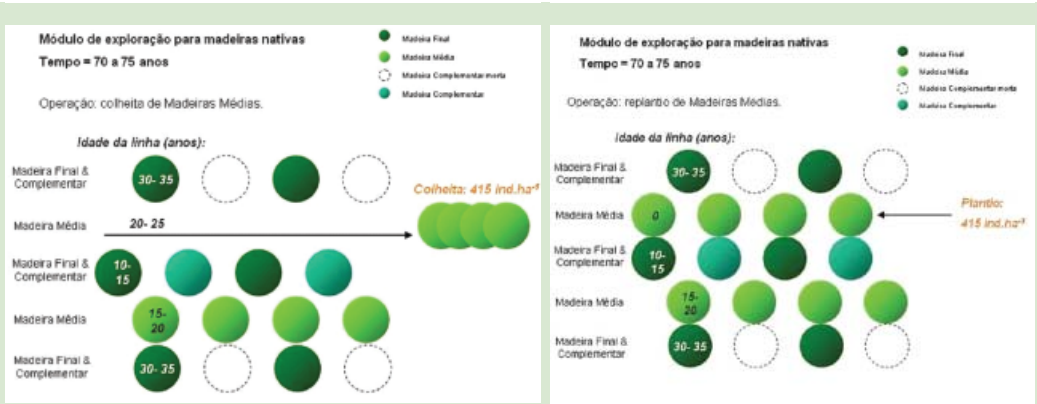 Módulo de exploração para madeiras nativas
Tempo = 70 a 75 anos
Operação: colheita de Madeiras Médias.
Madeira Final
Madeira Média
Madeira Complementar morta
Madeira Complementar
Idade da linha (anos):
Madeira Final &
Complementar
30- 35
Colheita: 415 ind.ha⁻¹
Madeira Média
20- 25
Madeira Final &
Complementar
10-
15
Madeira Média
15-
20
Madeira Final &
Complementar
30- 35
Módulo de exploração para madeiras nativas
Tempo = 70 a 75 anos
Operação: replantio de Madeiras Médias.
Madeira Final
Madeira Média
Madeira Complementar morta
Madeira Complementar
Idade da linha (anos):
Madeira Final &
Complementar
30- 35
Madeira Média
0
Plantio:
415 ind.ha⁻¹
Madeira Final &
Complementar
10-
15
Madeira Média
15-
20
Madeira Final &
Complementar
30- 35